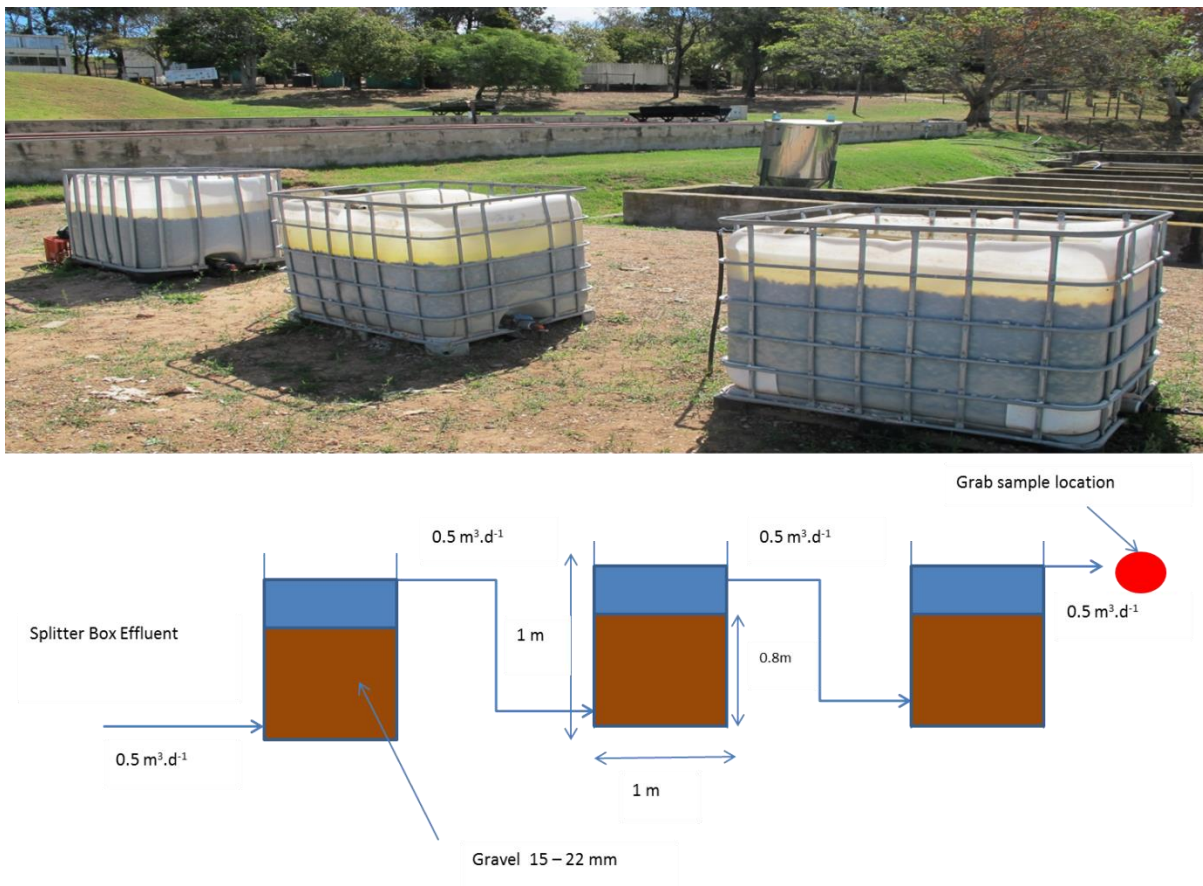 Grab sample location
0.5 m³.d⁻¹
0.5 m³.d⁻¹
0.5 m³.d⁻¹
Splitter Box Effluent
1 m
0.8m
0.5 m³.d⁻¹
1 m
Gravel 15 – 22 mm